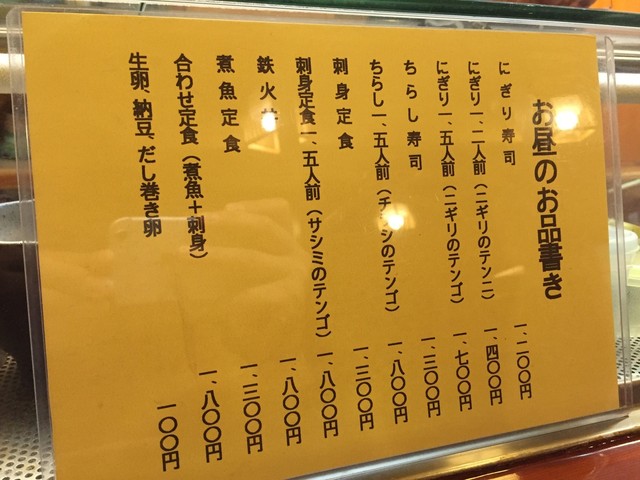 お昼のお品書き
にぎり寿司 一、二〇〇円
にぎり一、二人前（ニギリのテンニ） 一、四〇〇円
にぎり一、五人前（ニギリのテンゴ） 一、七〇〇円
ちらし寿司 一、三〇〇円
ちらし一、五人前（チラシのテンゴ） 一、八〇〇円
刺身定食 一、三〇〇円
刺身定食一、五人前（サシミのテンゴ） 一、八〇〇円
鉄火丼 一、八〇〇円
煮魚定食 一、三〇〇円
合わせ定食（煮魚＋刺身） 一、八〇〇円
生卵、納豆、だし巻き卵 一〇〇円